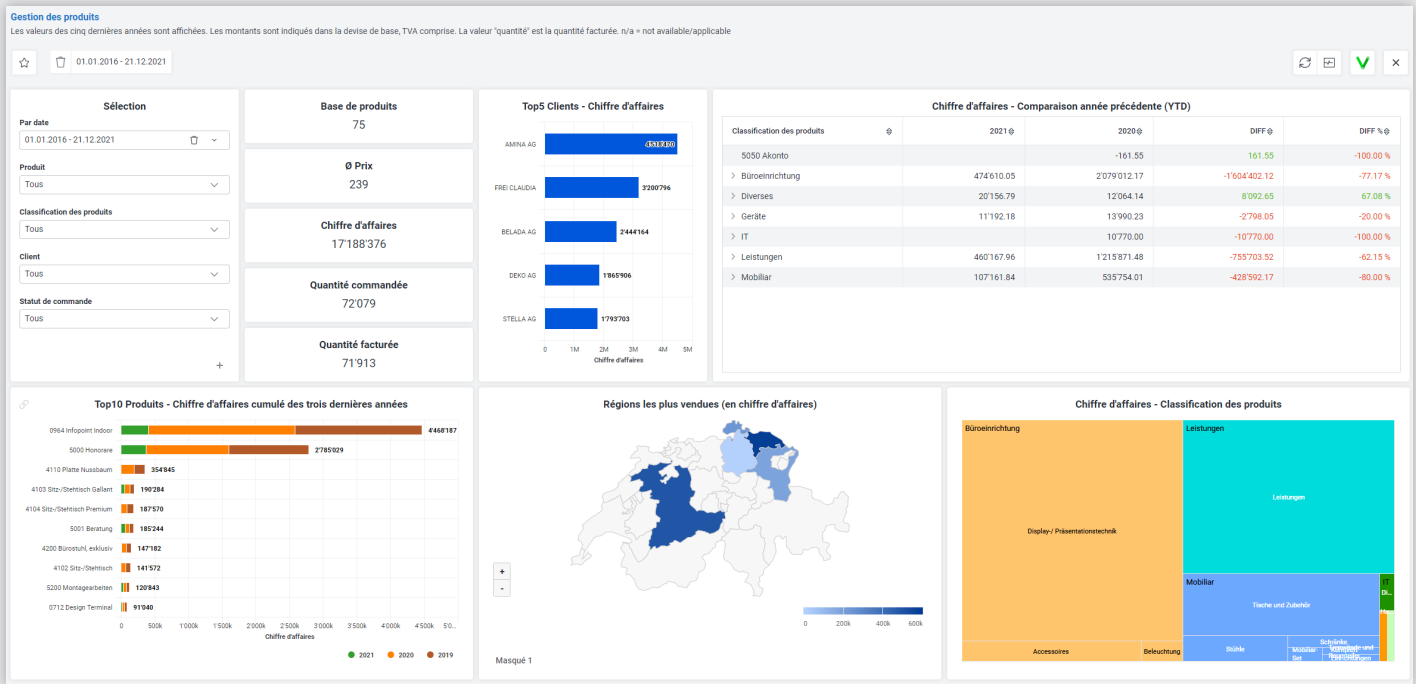 Gestion des produits
Les valeurs des cinq dernières années sont affichées. Les montants sont indiqués dans la devise de base, TVA comprise. La valeur "quantité" est la quantité facturée. n/a = not available/applicable
01.01.2016 - 21.12.2021
Sélection
Par date
01.01.2016 - 21.12.2021
Produit
Tous
Classification des produits
Tous
Client
Tous
Statut de commande
Tous
+
Base de produits
75
Ø Prix
239
Chiffre d'affaires
17'188'376
Quantité commandée
72'079
Quantité facturée
71'913
Top5 Clients - Chiffre d'affaires
AMINA AG 4'518'470
FREI CLAUDIA 3'200'796
BELADA AG 2'444'164
DEKO AG 1'865'906
STELLA AG 1'793'703
0 1M 2M 3M 4M 5M
Chiffre d'affaires
Chiffre d'affaires - Comparaison année précédente (YTD)
Classification des produits 2021 2020 DIFF DIFF %
5050 Akonto -161.55 161.55 -100.00 %
Büroeinrichtung 474'610.05 2'079'012.17 -1'604'402.12 -77.17 %
Diverses 20'156.79 12'064.14 8'092.65 67.08 %
Geräte 11'192.18 13'990.23 -2'798.05 -20.00 %
IT 10'770.00 -10'770.00 -100.00 %
Leistungen 460'167.96 1'215'871.48 -755'703.52 -62.15 %
Mobiliar 107'161.84 535'754.01 -428'592.17 -80.00 %
Top10 Produits - Chiffre d'affaires cumulé des trois dernières années
0964 Infopoint Indoor 4'468'187
5000 Honorare 2'785'029
4110 Platte Nussbaum 354'845
4103 Sitz-/Stehtisch Gallant 190'284
4104 Sitz-/Stehtisch Premium 187'570
5001 Beratung 185'244
4200 Bürostuhl, exklusiv 147'182
4102 Sitz-/Stehtisch 141'572
5200 Montagearbeiten 120'843
0712 Design Terminal 91'040
0 500k 1'000k 1'500k 2'000k 2'500k 3'000k 3'500k 4'000k 4'500k 5'0...
Chiffre d'affaires
2021 2020 2019
Régions les plus vendues (en chiffre d'affaires)
+
-
0 200k 400k 600k
Masqué 1
Chiffre d'affaires - Classification des produits
Büroeinrichtung
Display-/ Präsentationstechnik
Accessoires
Beleuchtung
Leistungen
Leistungen
Mobiliar
Tische und Zubehör
Stühle
Schränke
Mobiliar
Set
IT
Di...